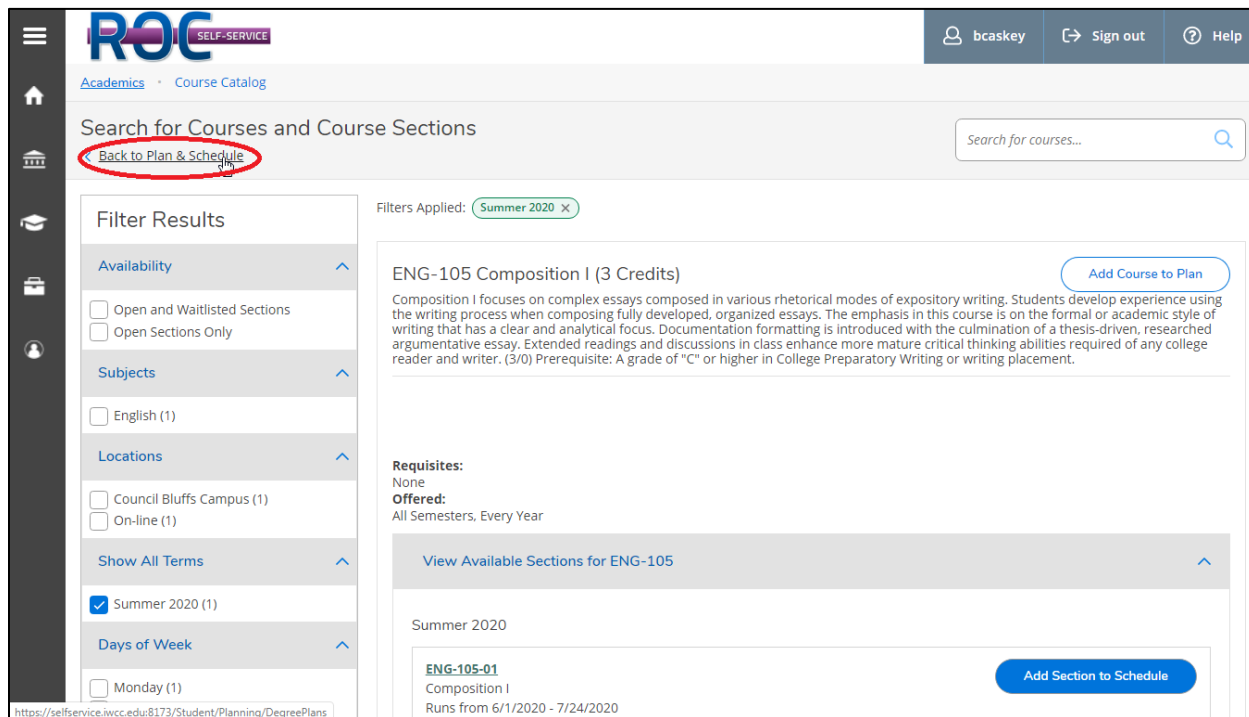 ROC SELF-SERVICE
bcaskey
Sign out
Help
Academics · Course Catalog
Search for Courses and Course Sections
Back to Plan & Schedule
Search for courses...
Filter Results
Availability
Open and Waitlisted Sections
Open Sections Only
Subjects
English (1)
Locations
Council Bluffs Campus (1)
On-line (1)
Show All Terms
Summer 2020 (1)
Days of Week
Monday (1)
https://selfservice.iwcc.edu:8173/Student/Planning/DegreePlans
Filters Applied: Summer 2020
ENG-105 Composition I (3 Credits)
Add Course to Plan
Composition I focuses on complex essays composed in various rhetorical modes of expository writing. Students develop experience using
the writing process when composing fully developed, organized essays. The emphasis in this course is on the formal or academic style of
writing that has a clear and analytical focus. Documentation formatting is introduced with the culmination of a thesis-driven, researched
argumentative essay. Extended readings and discussions in class enhance more mature critical thinking abilities required of any college
reader and writer. (3/0) Prerequisite: A grade of "C" or higher in College Preparatory Writing or writing placement.
Requisites:
None
Offered:
All Semesters, Every Year
View Available Sections for ENG-105
Summer 2020
ENG-105-01
Add Section to Schedule
Composition I
Runs from 6/1/2020 - 7/24/2020